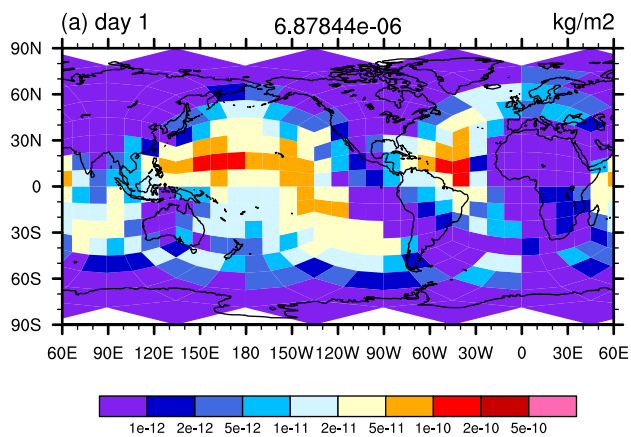 (a) day 1 6.87844e-06 kg/m2
90N
60N
30N
0
30S
60S
90S
60E 90E 120E 150E 180 150W 120W 90W 60W 30W 0 30E 60E
1e-12 2e-12 5e-12 1e-11 2e-11 5e-11 1e-10 2e-10 5e-10